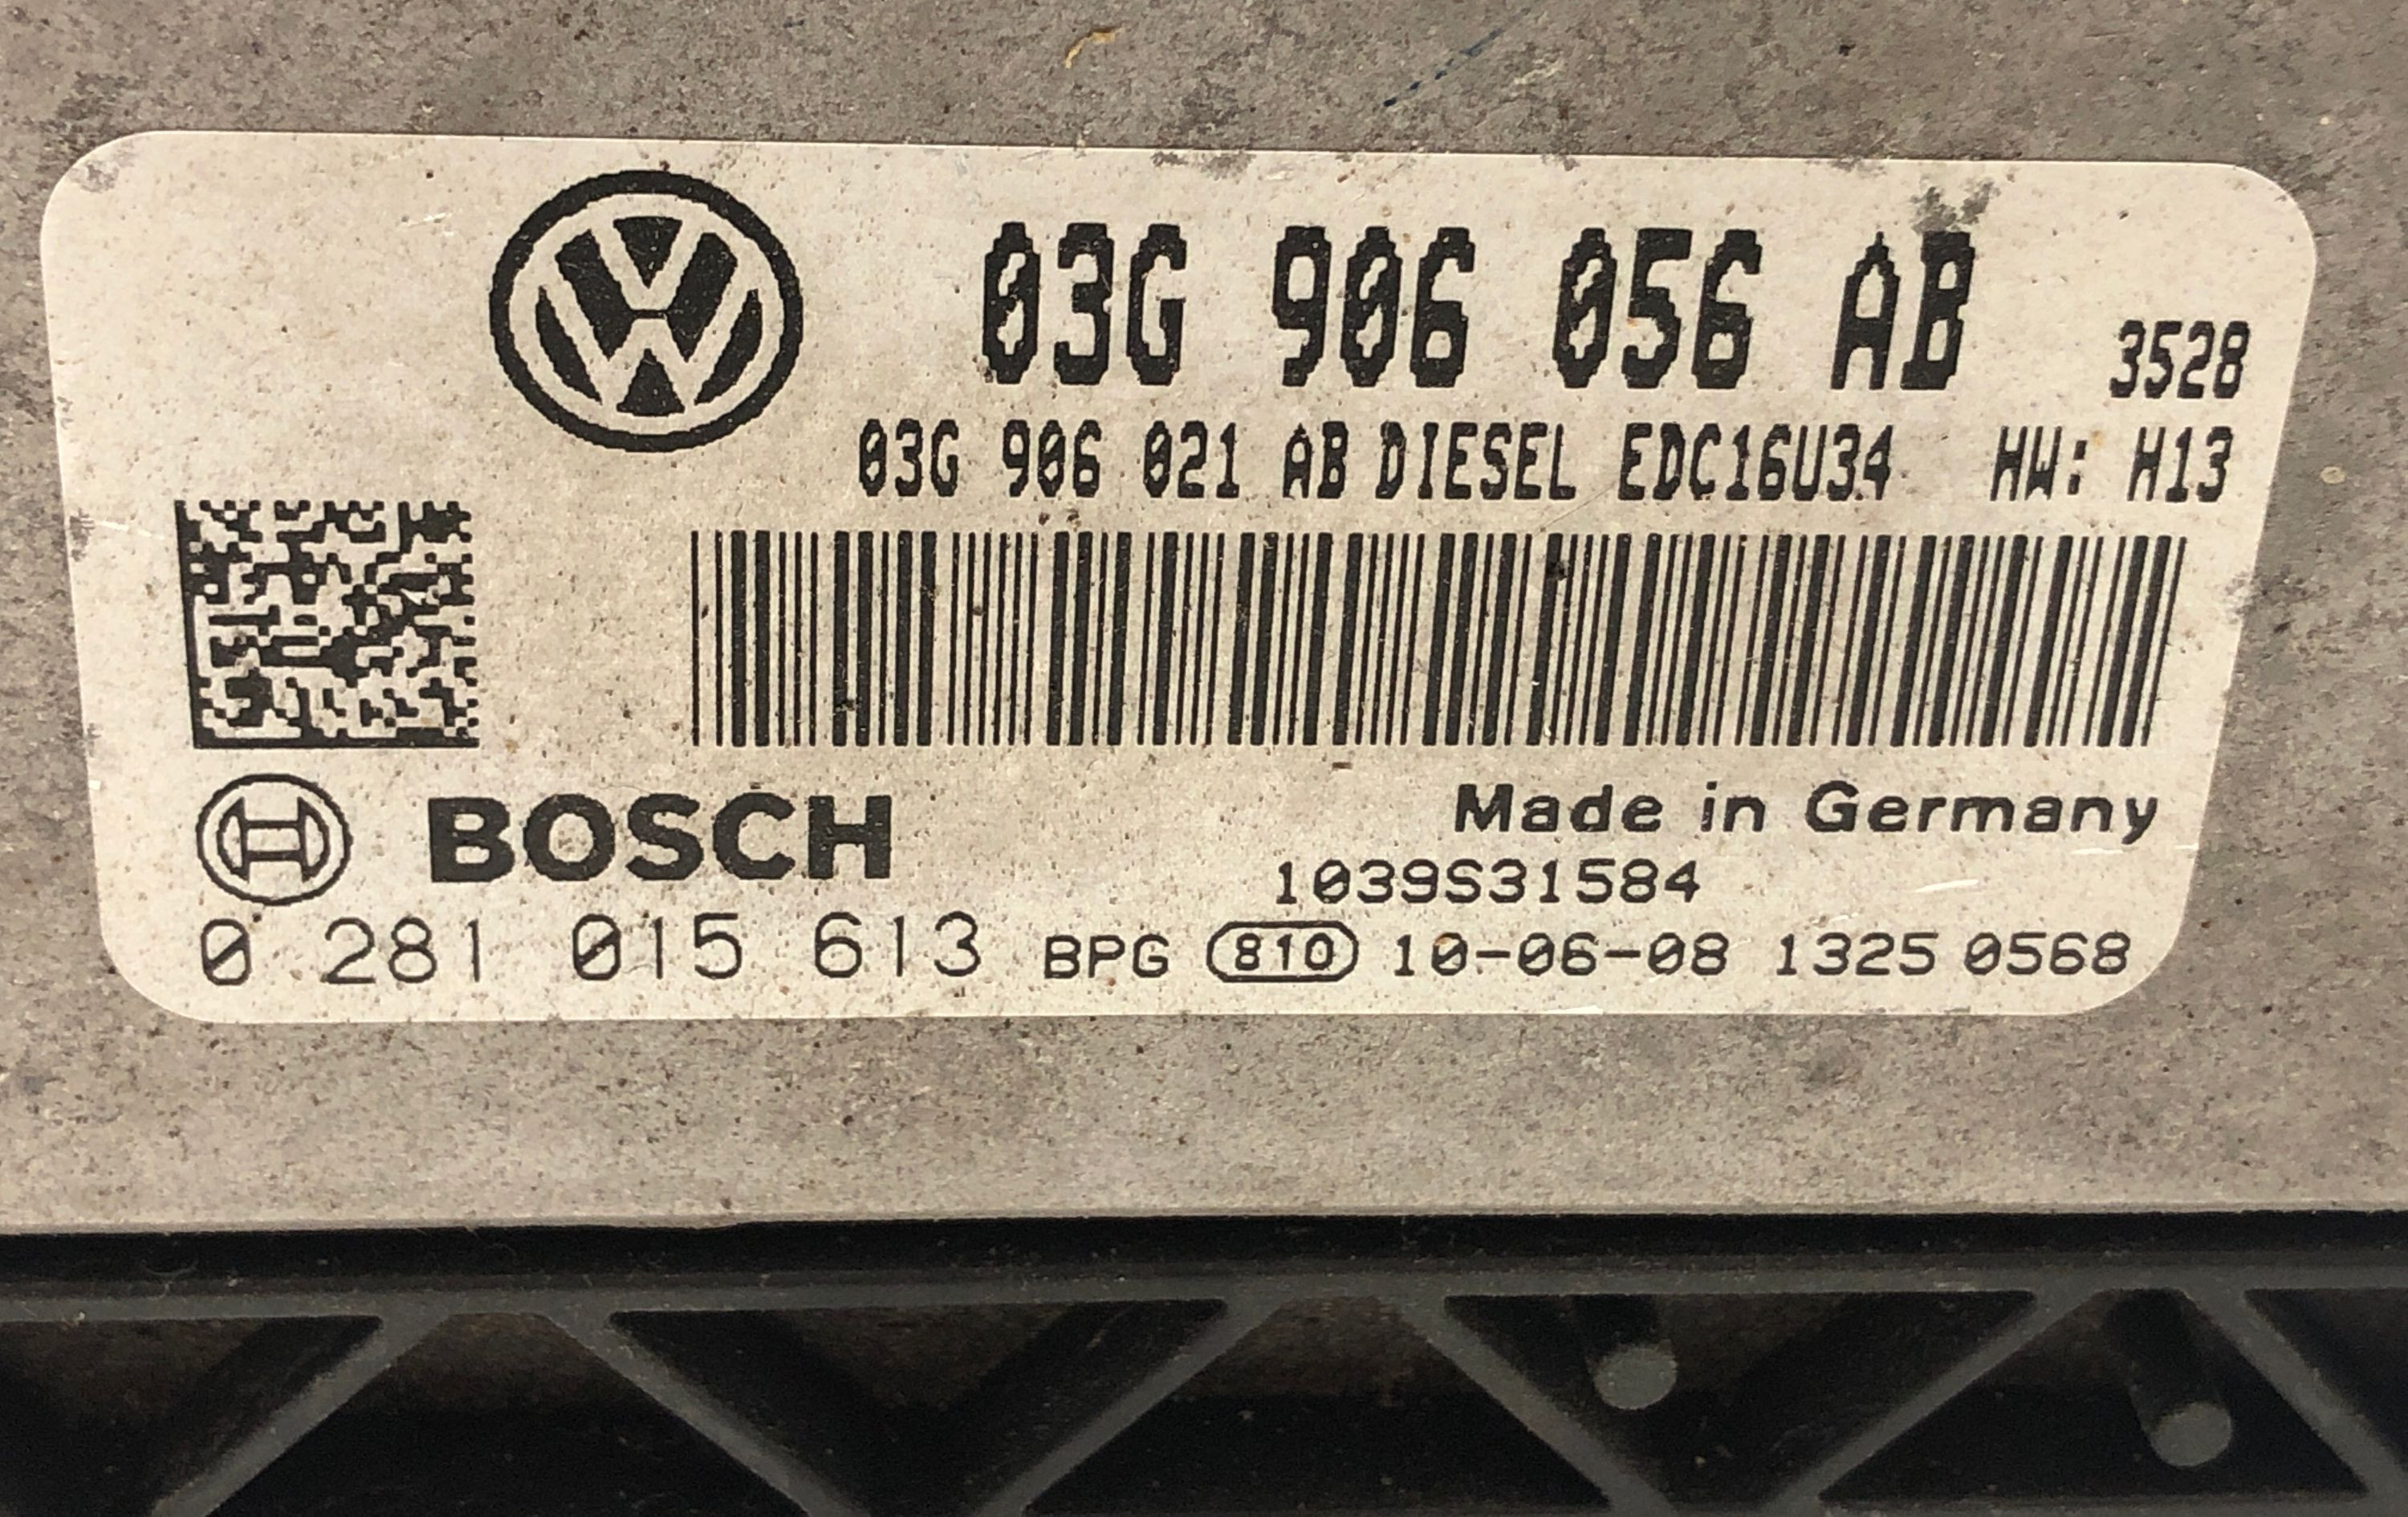 03G 906 056 AB 3528
03G 906 021 AB DIESEL EDC16U34 HW: H13
BOSCH
Made in Germany
1039S31584
0 281 015 613 BPG 810 10-06-08 1325 0568